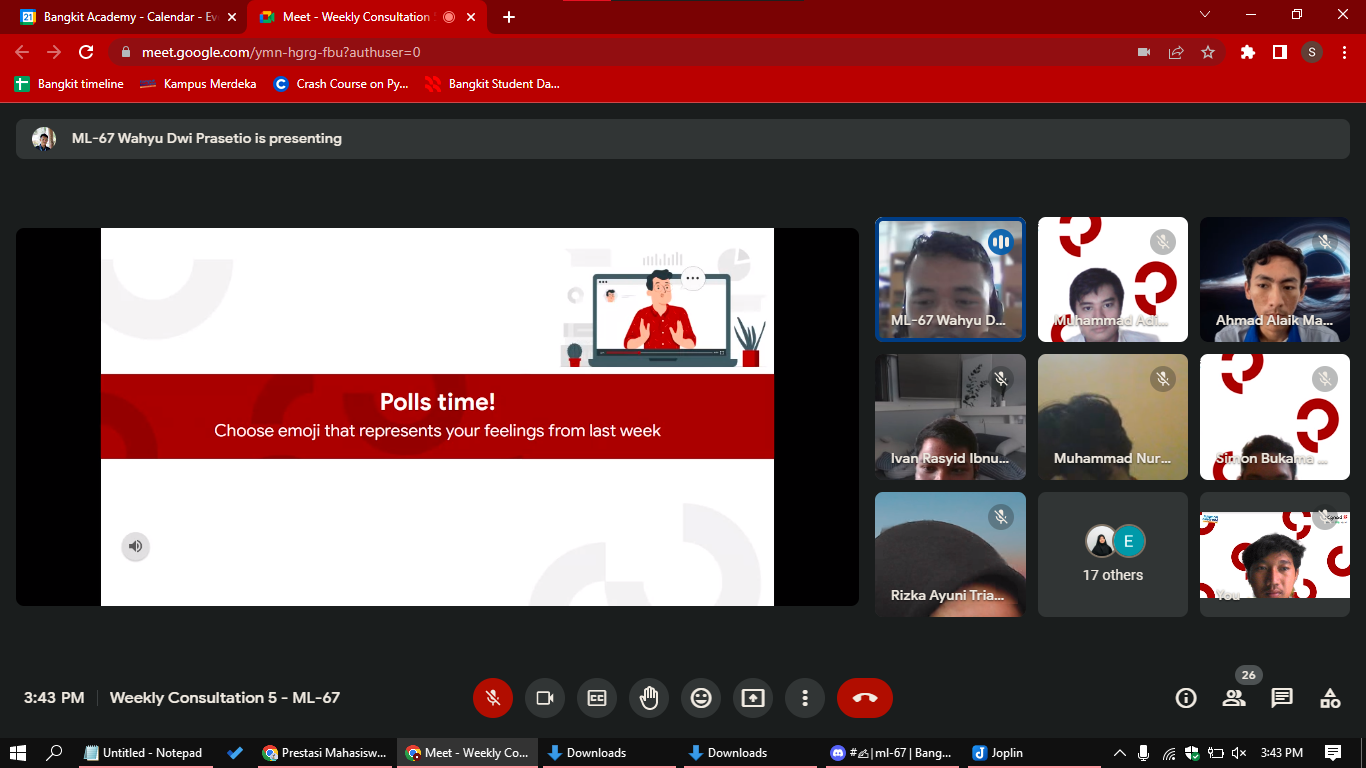 Bangkit Academy - Calendar - Ev
Meet - Weekly Consultation
meet.google.com/ymn-hgrg-fbu?authuser=0
S
Bangkit timeline
Kampus Merdeka
Crash Course on Py...
Bangkit Student Da...
ML-67 Wahyu Dwi Prasetio is presenting
Polls time!
Choose emoji that represents your feelings from last week
ML-67 Wahyu D...
Muhammad Adi...
Ahmad Alaik Ma...
Ivan Rasyid Ibnu...
Muhammad Nur...
Simon Bukama ...
Rizka Ayuni Tria...
E
17 others
You
3:43 PM
Weekly Consultation 5 - ML-67
CC
26
21
Untitled - Notepad
Prestasi Mahasisw...
Meet - Weekly Co...
Downloads
Downloads
#✍|ml-67 | Bang...
Joplin
3:43 PM